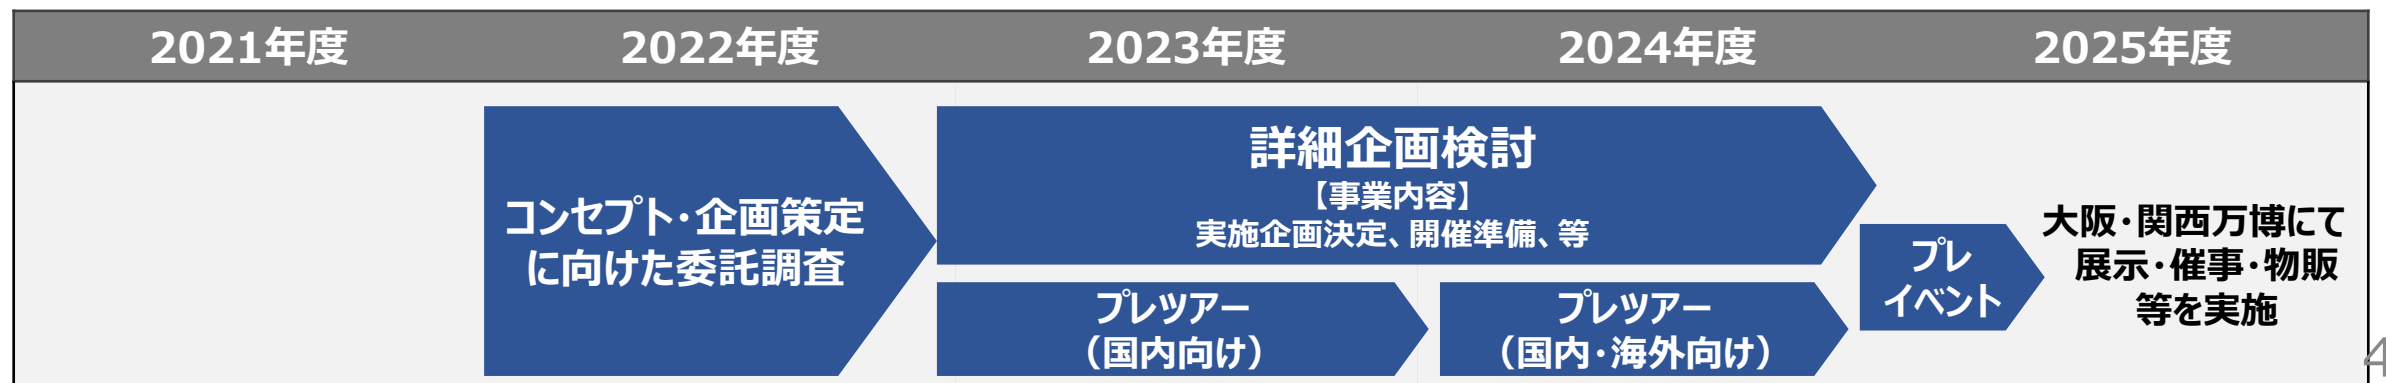 2021年度 2022年度 2023年度 2024年度 2025年度
コンセプト・企画策定
に向けた委託調査
詳細企画検討
【事業内容】
実施企画決定、開催準備、等
プレツアー
（国内向け）
プレツアー
（国内・海外向け）
プレ
イベント
大阪・関西万博にて
展示・催事・物販
等を実施
4